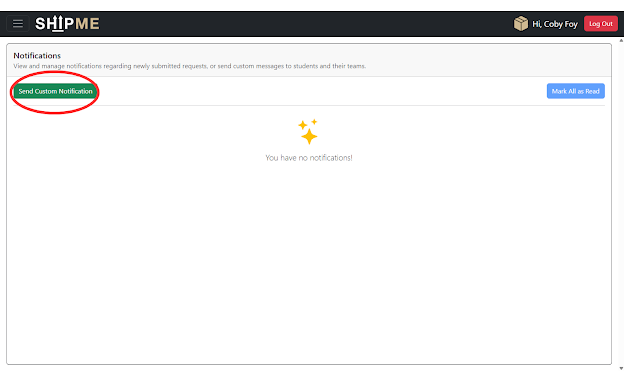 SHIPME
Hi, Coby Foy
Log Out
Notifications
View and manage notifications regarding newly submitted requests, or send custom messages to students and their teams.
Send Custom Notification
Mark All as Read
You have no notifications!